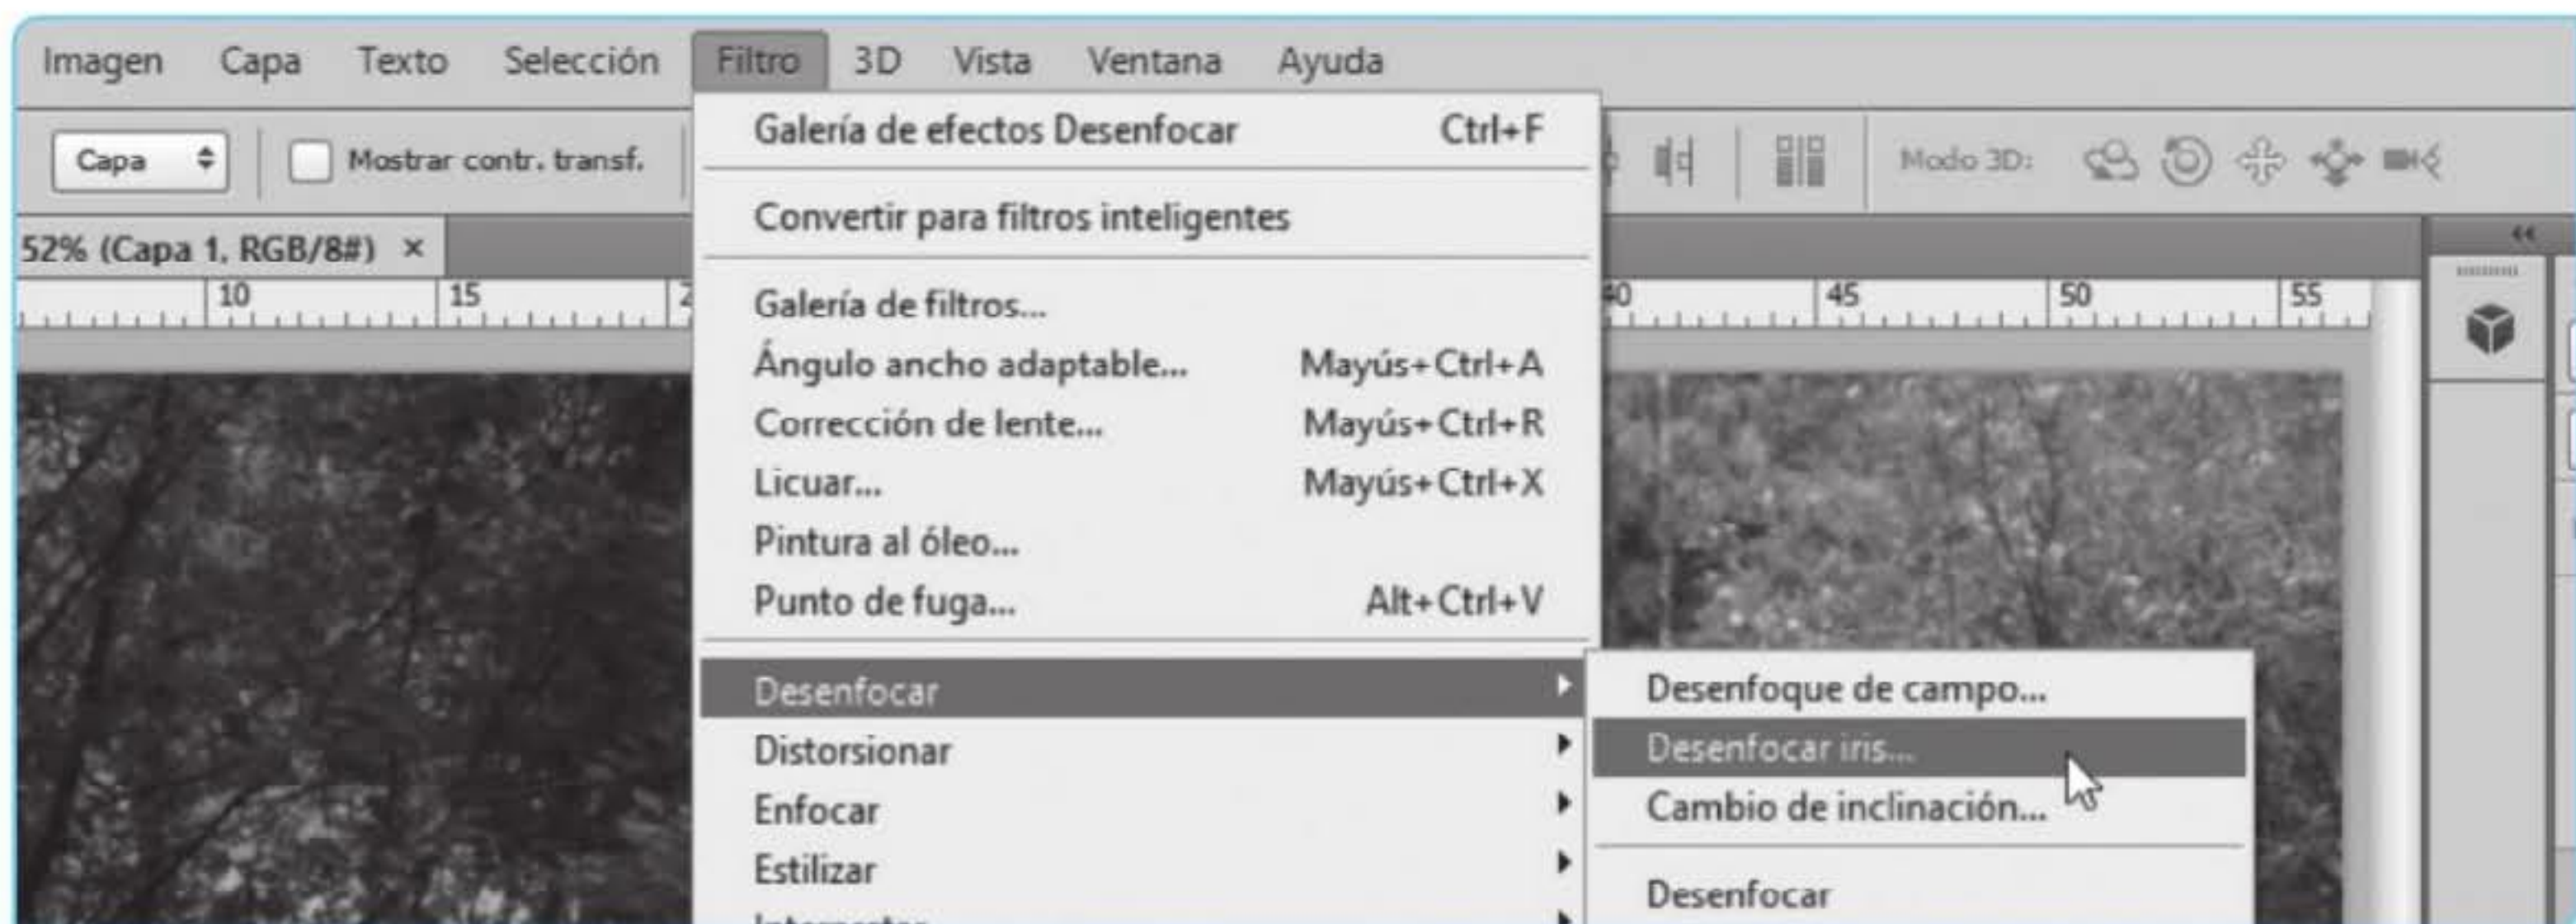 Imagen Capa Texto Selección Filtro 3D Vista Ventana Ayuda
Capa Mostrar contr. transf.
Modo 3D:
52% (Capa 1, RGB/8#) ×
10 15 40 45 50 55
Galería de efectos Desenfocar Ctrl+F
Convertir para filtros inteligentes
Galería de filtros...
Ángulo ancho adaptable... Mayús+Ctrl+A
Corrección de lente... Mayús+Ctrl+R
Licuar... Mayús+Ctrl+X
Pintura al óleo...
Punto de fuga... Alt+Ctrl+V
Desenfocar
Distorsionar
Enfocar
Estilizar
Desenfoque de campo...
Desenfocar iris...
Cambio de inclinación...
Desenfocar